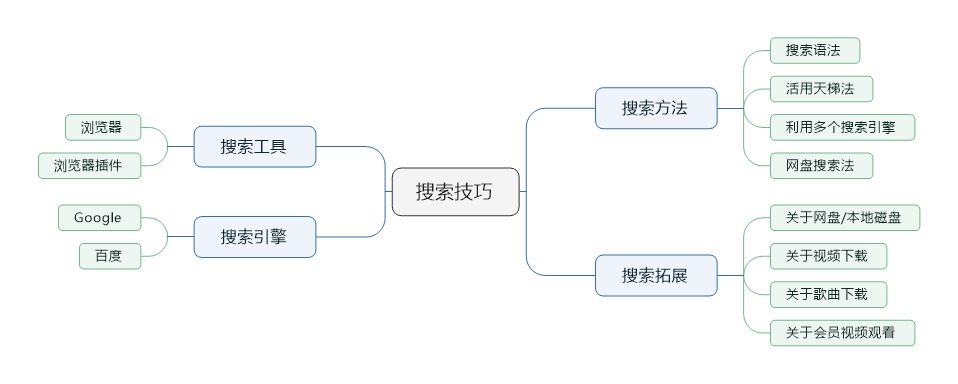 搜索技巧
搜索工具
浏览器
浏览器插件
搜索引擎
Google
百度
搜索方法
搜索语法
活用天梯法
利用多个搜索引擎
网盘搜索法
搜索拓展
关于网盘/本地磁盘
关于视频下载
关于歌曲下载
关于会员视频观看